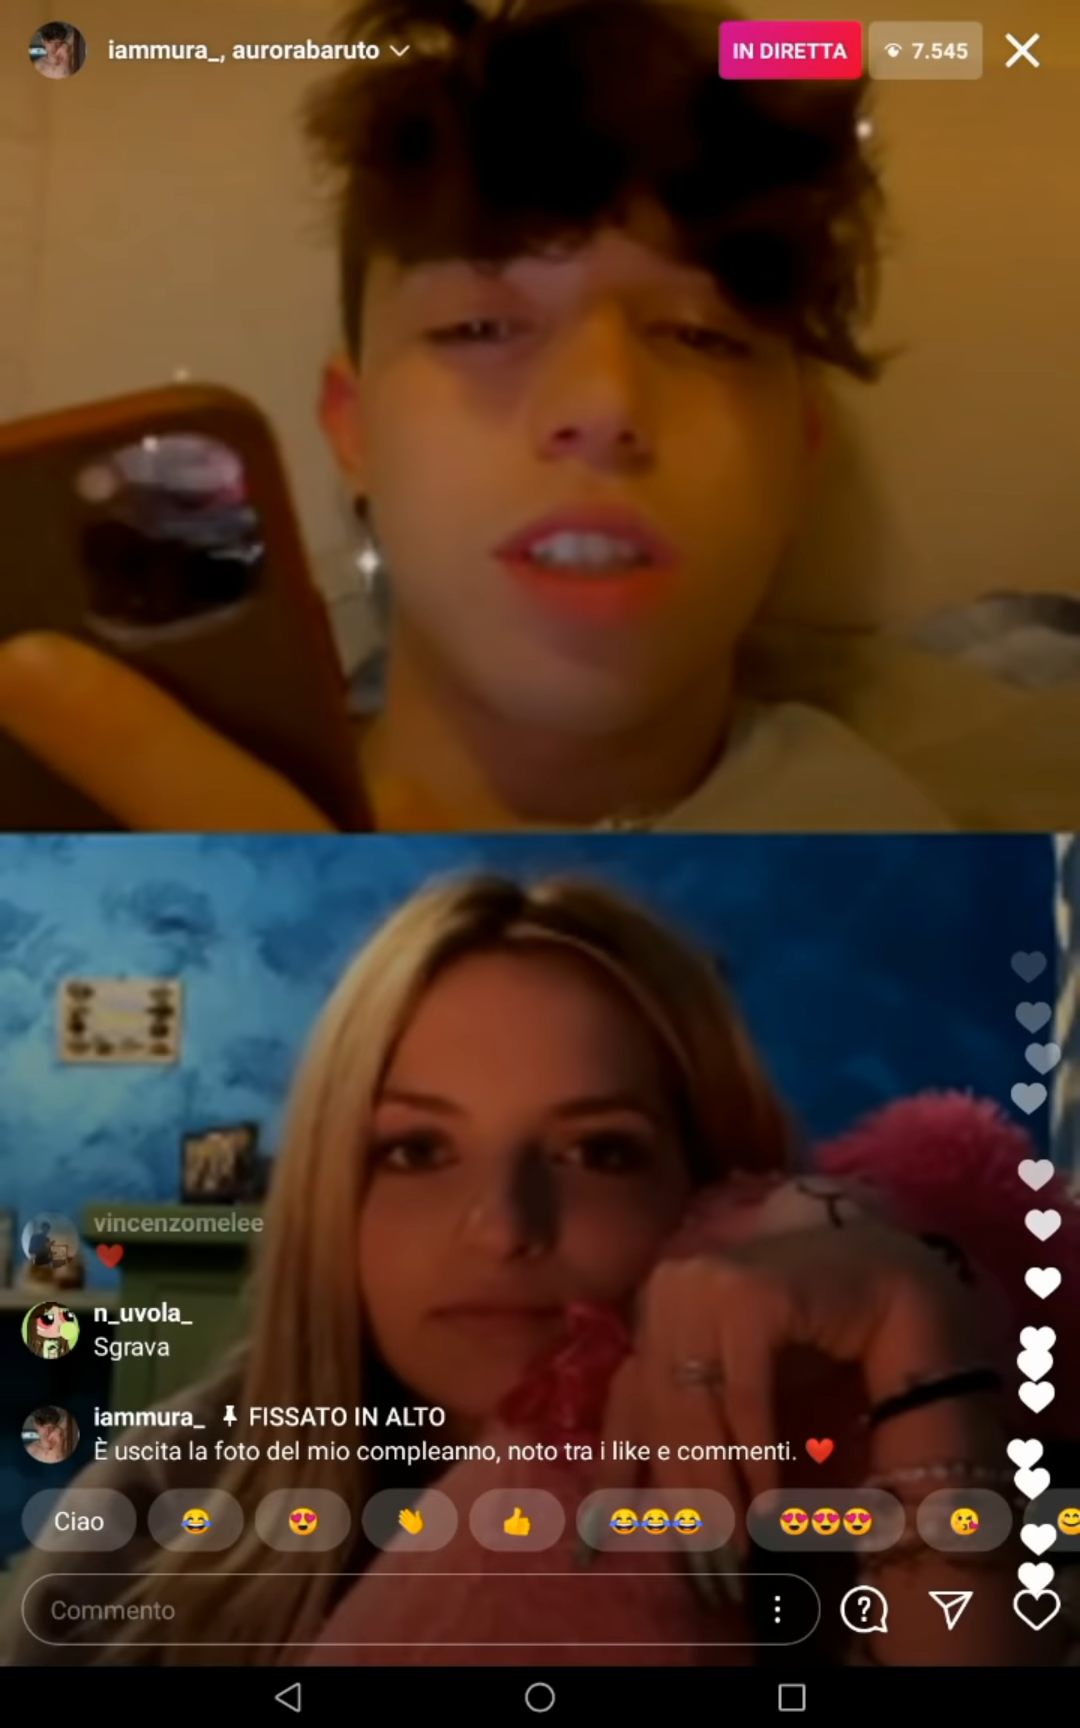 iammura_, aurorabaruto
IN DIRETTA
7.545
vincenzomelee
❤️
n_uvola_
Sgrava
iammura_ 📌 FISSATO IN ALTO
È uscita la foto del mio compleanno, noto tra i like e commenti. ❤️
Ciao 😂 😍 👋 👍 😂😂😂 😍😍😍 😘 😊
Commento